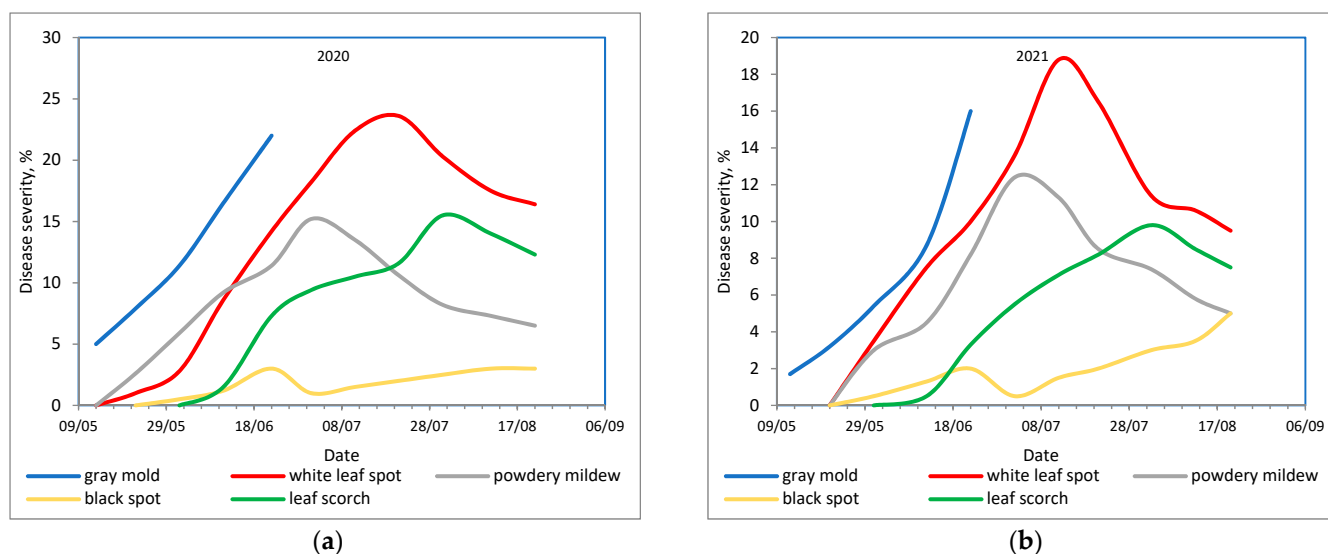 2020
30
25
20
15
10
5
0
Disease severity, %
09/05 29/05 18/06 08/07 28/07 17/08 06/09
Date
gray mold white leaf spot powdery mildew
black spot leaf scorch
(a)
2021
20
18
16
14
12
10
8
6
4
2
0
Disease severity, %
09/05 29/05 18/06 08/07 28/07 17/08 06/09
Date
gray mold white leaf spot powdery mildew
black spot leaf scorch
(b)